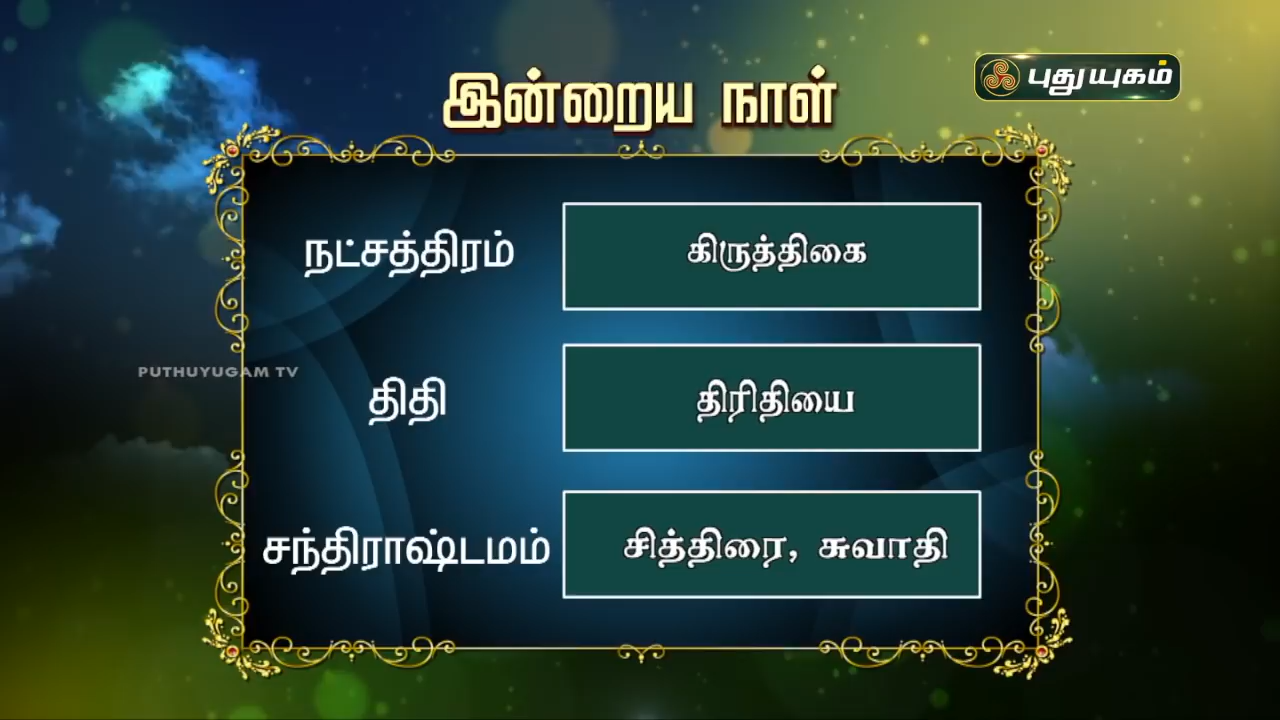 இன்றைய நாள்
புதுயுகம்
நட்சத்திரம்
கிருத்திகை
PUTHUYUGAM TV
திதி
திரிதியை
சந்திராஷ்டமம்
சித்திரை, சுவாதி